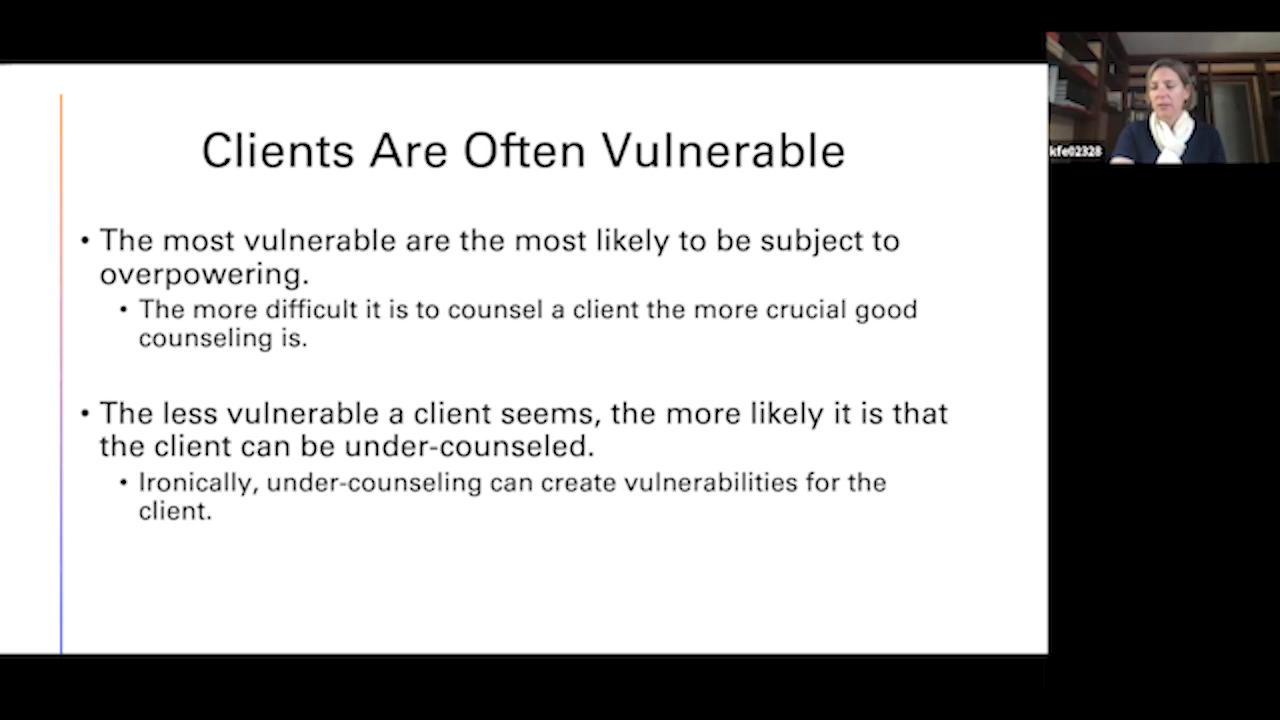 Clients Are Often Vulnerable
• The most vulnerable are the most likely to be subject to
overpowering.
• The more difficult it is to counsel a client the more crucial good
counseling is.
• The less vulnerable a client seems, the more likely it is that
the client can be under-counseled.
• Ironically, under-counseling can create vulnerabilities for the
client.
kfe02328